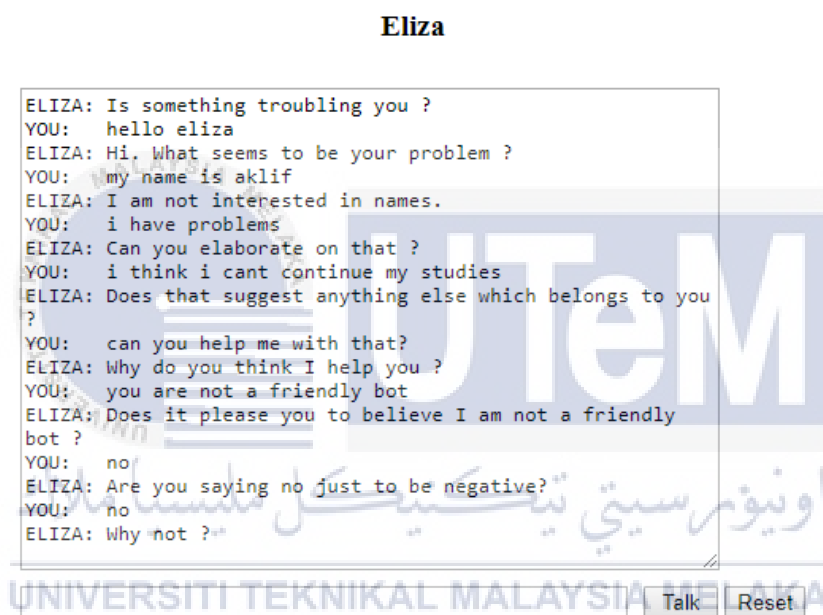 Eliza
ELIZA: Is something troubling you ?
YOU:   hello eliza
ELIZA: Hi. What seems to be your problem ?
YOU:   my name is aklif
ELIZA: I am not interested in names.
YOU:   i have problems
ELIZA: Can you elaborate on that ?
YOU:   i think i cant continue my studies
ELIZA: Does that suggest anything else which belongs to you
?
YOU:   can you help me with that?
ELIZA: Why do you think I help you ?
YOU:   you are not a friendly bot
ELIZA: Does it please you to believe I am not a friendly
bot ?
YOU:   no
ELIZA: Are you saying no just to be negative?
YOU:   no
ELIZA: Why not ?
Talk Reset
UTeM
UNIVERSITI TEKNIKAL MALAYSIA MELAKA